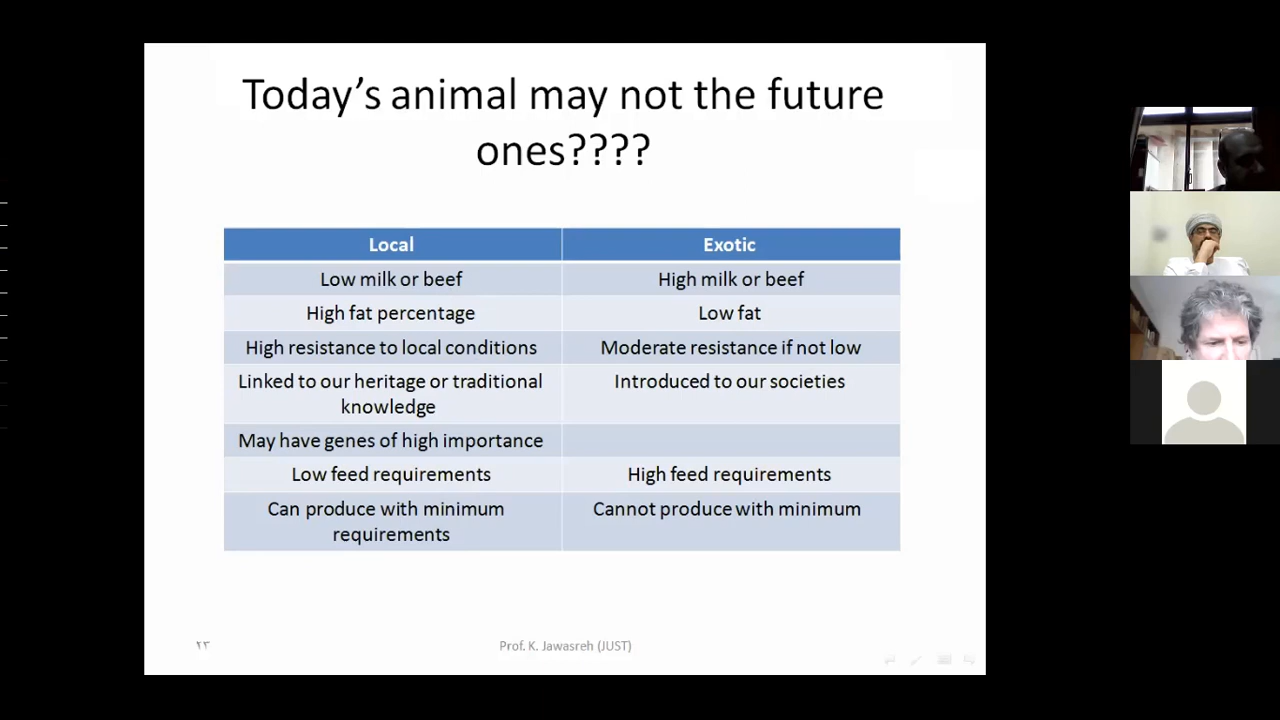 Today's animal may not the future
ones????
Local Exotic
Low milk or beef High milk or beef
High fat percentage Low fat
High resistance to local conditions Moderate resistance if not low
Linked to our heritage or traditional Introduced to our societies
knowledge
May have genes of high importance
Low feed requirements High feed requirements
Can produce with minimum Cannot produce with minimum
requirements
٢٣ Prof. K. Jawasreh (JUST)